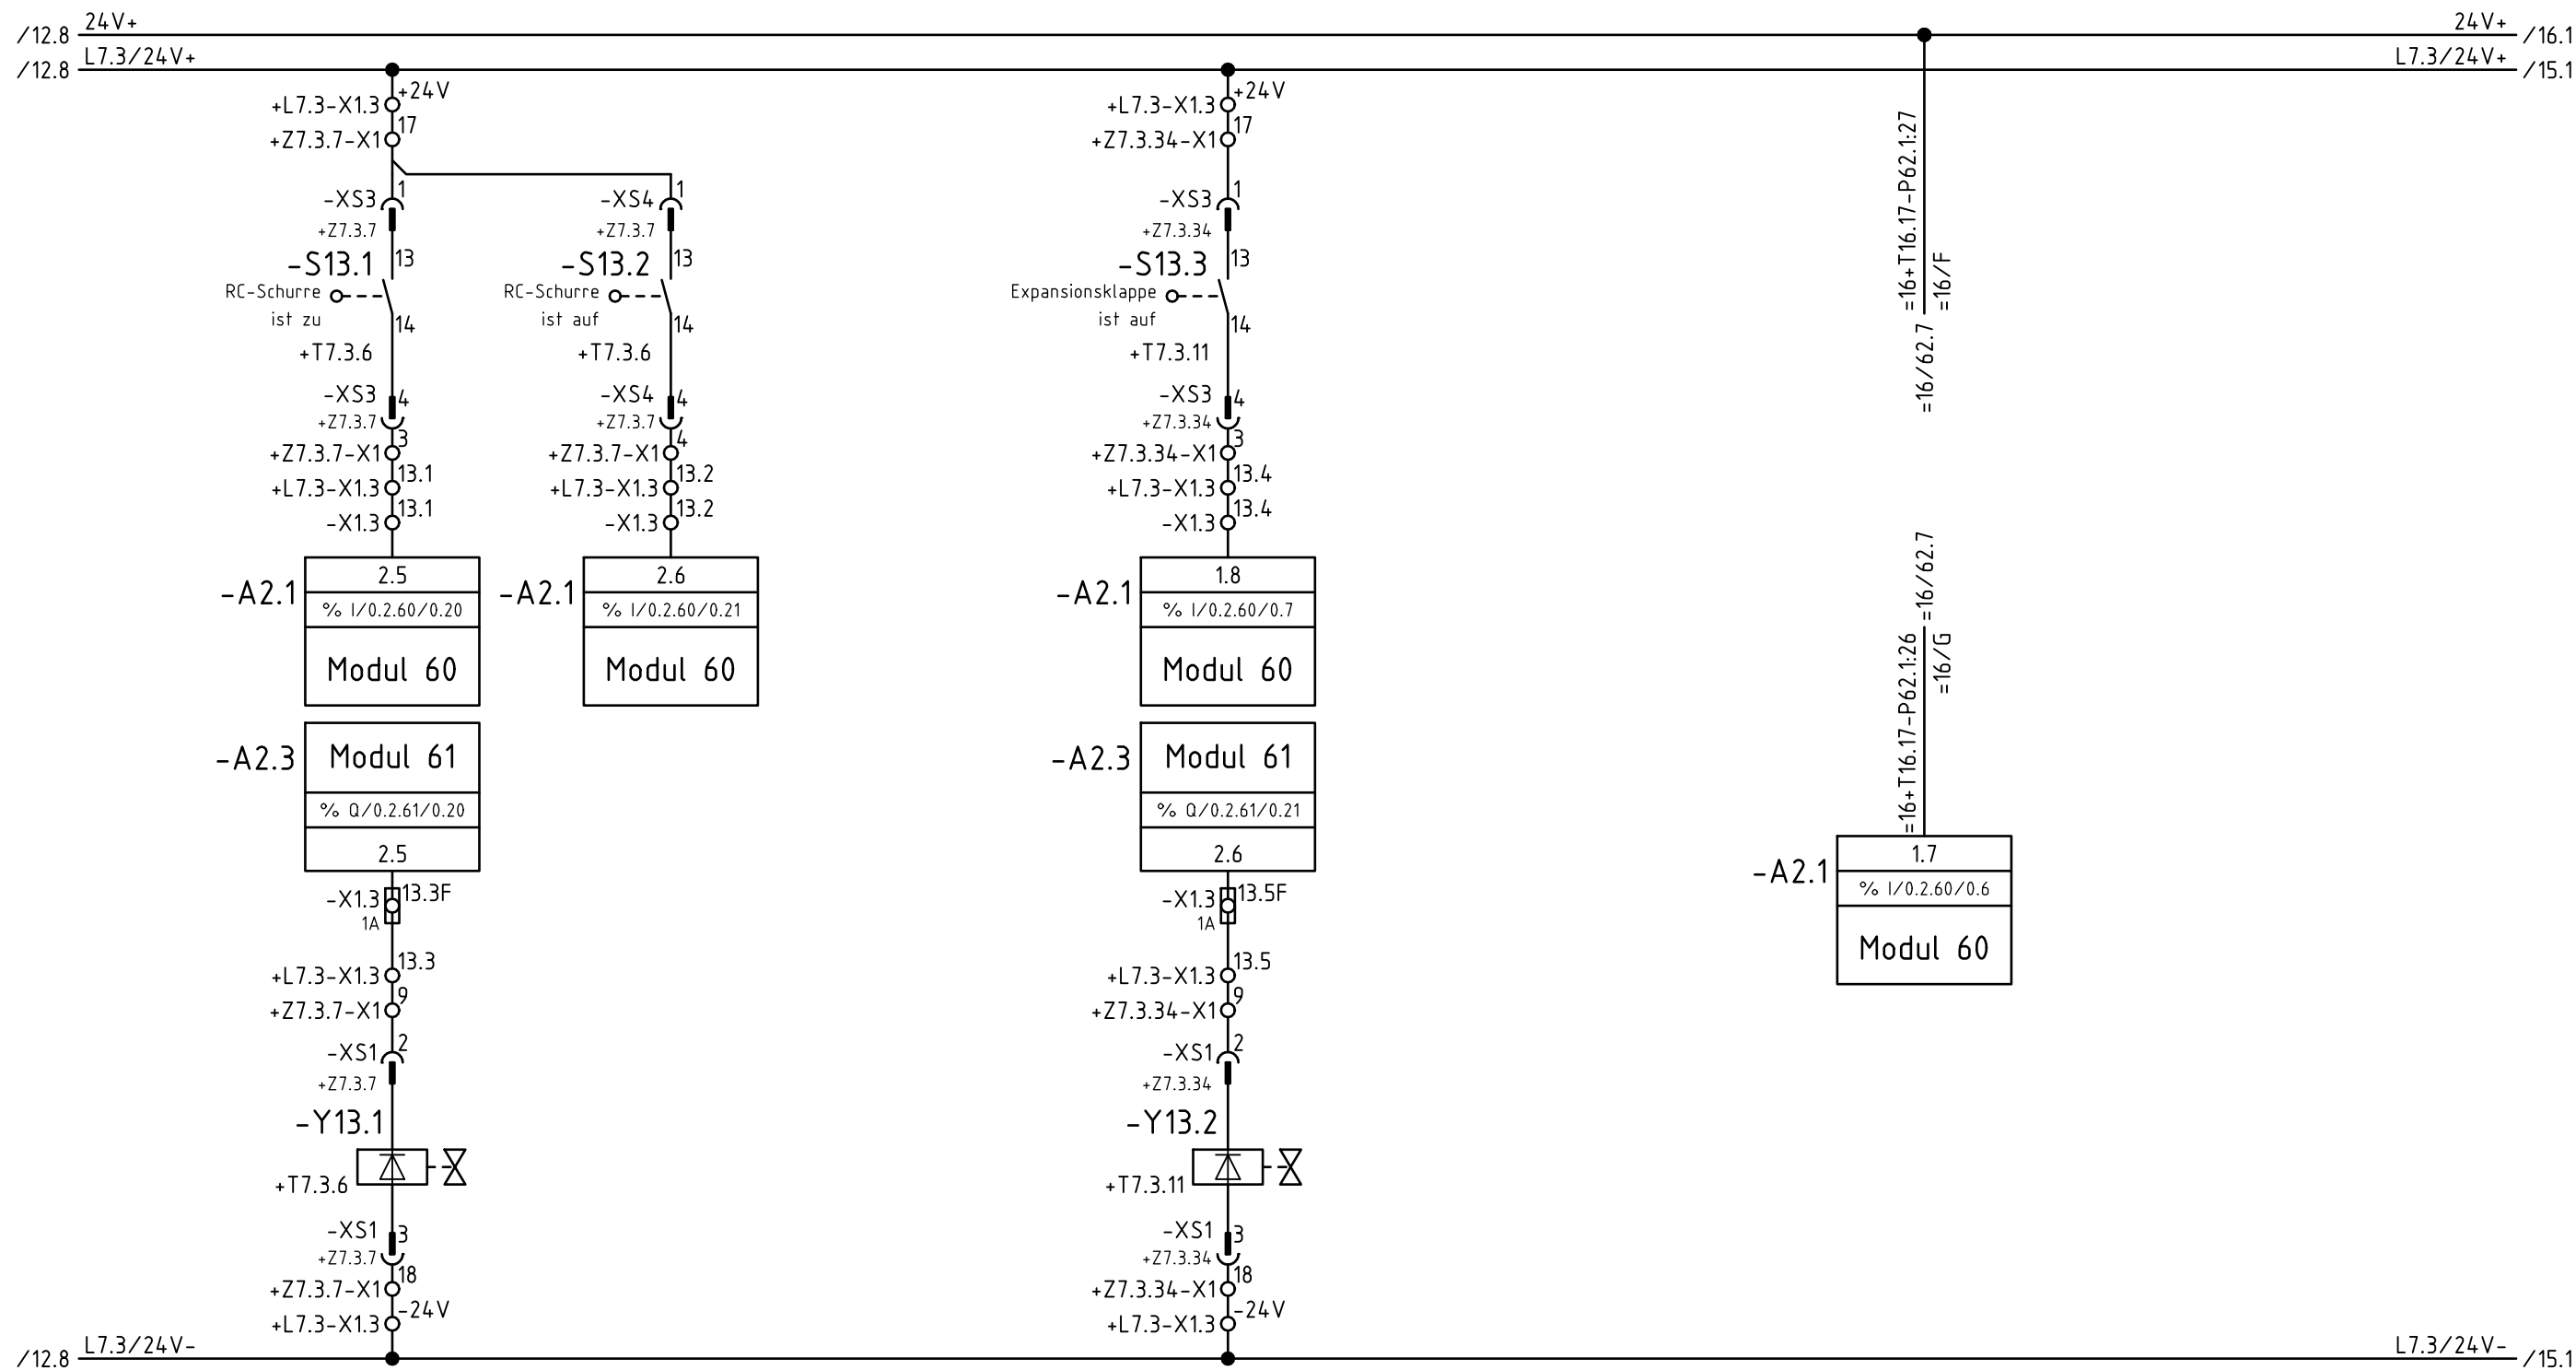 24V+
24V+
/12.8
/16.1
L7.3/24V+
L7.3/24V+
/12.8
/15.1
+24V
+24V
+L7.3-X1.3
+L7.3-X1.3
17
17
+Z7.3.7-X1
+Z7.3.34-X1
=16+T16.17-P62.1:27
=16/F
=16/62.7
1
1
1
-XS3
-XS4
-XS3
+Z7.3.7
+Z7.3.7
+Z7.3.34
13
13
13
-S13.1
-S13.2
-S13.3
RC-Schurre
RC-Schurre
Expansionsklappe
ist zu
ist auf
ist auf
14
14
14
+T7.3.6
+T7.3.6
+T7.3.11
-XS3
-XS4
-XS3
4
4
4
+Z7.3.7
+Z7.3.7
+Z7.3.34
3
4
3
+Z7.3.7-X1
+Z7.3.7-X1
+Z7.3.34-X1
13.1
13.2
13.4
+L7.3-X1.3
+L7.3-X1.3
+L7.3-X1.3
13.1
13.2
13.4
-X1.3
-X1.3
-X1.3
=16/62.7
=16+T16.17-P62.1:26
=16/G
2.5
2.6
1.8
-A2.1
-A2.1
-A2.1
% I/0.2.60/0.20
% I/0.2.60/0.21
% I/0.2.60/0.7
Modul 60
Modul 60
Modul 60
-A2.3
Modul 61
-A2.3
Modul 61
% Q/0.2.61/0.20
% Q/0.2.61/0.21
2.5
2.6
1.7
-A2.1
% I/0.2.60/0.6
Modul 60
-X1.3
13.3F
-X1.3
13.5F
1A
1A
13.3
13.5
+L7.3-X1.3
+L7.3-X1.3
9
9
+Z7.3.7-X1
+Z7.3.34-X1
2
2
-XS1
-XS1
+Z7.3.7
+Z7.3.34
-Y13.1
-Y13.2
+T7.3.6
+T7.3.11
-XS1
3
-XS1
3
+Z7.3.7
+Z7.3.34
18
18
+Z7.3.7-X1
+Z7.3.34-X1
-24V
-24V
+L7.3-X1.3
+L7.3-X1.3
L7.3/24V-
L7.3/24V-
/12.8
/15.1